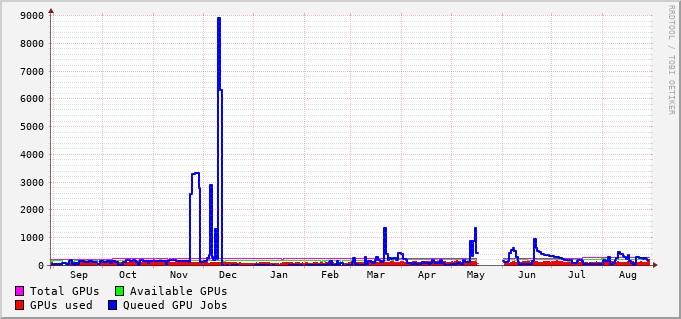 RRDTOOL / TOBI OETIKER
9000
8000
7000
6000
5000
4000
3000
2000
1000
0
Sep Oct Nov Dec Jan Feb Mar Apr May Jun Jul Aug
Total GPUs Available GPUs
GPUs used Queued GPU Jobs